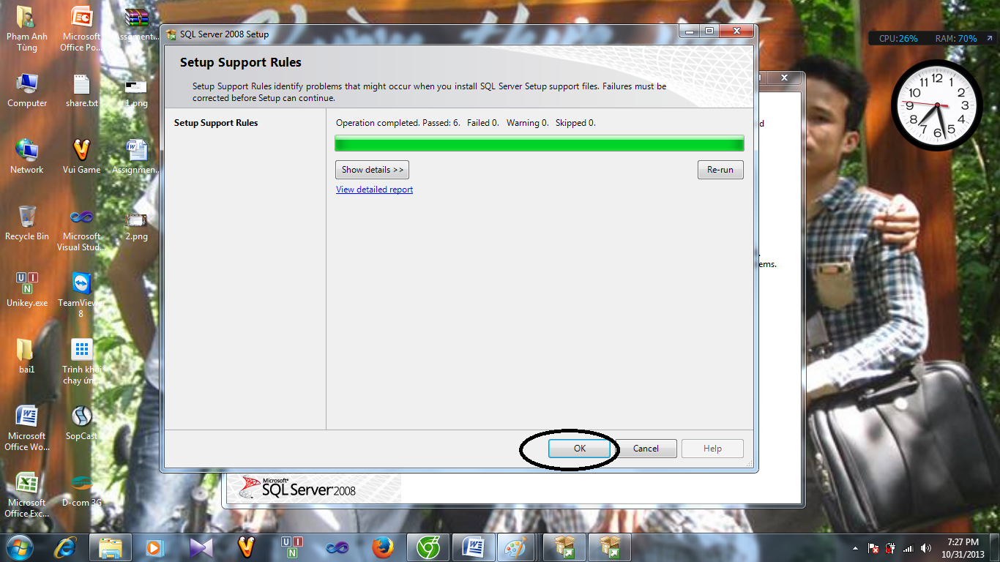 Phạm Anh
Tùng
Microsoft
Office Po...
Assgment...
Computer
share.txt
1.png
Network
Vui Game
Assignmen...
Recycle Bin
Microsoft
Visual Stud...
2.png
UIN
Unikey.exe
TeamViewer
8
bai1
Trình khởi
chạy ứn...
Microsoft
Office Wo...
SopCast
Microsoft
Office Exc...
D-com 3G
SQL Server 2008 Setup
Setup Support Rules
Setup Support Rules identify problems that might occur when you install SQL Server Setup support files. Failures must be
corrected before Setup can continue.
Setup Support Rules
Operation completed. Passed: 6. Failed 0. Warning 0. Skipped 0.
Show details >>
Re-run
View detailed report
OK
Cancel
Help
d
ems.
Microsoft®
SQL Server 2008
CPU:26% RAM: 70%
12
1
2
3
4
5
6
7
8
9
10
11
UIN
7:27 PM
10/31/2013